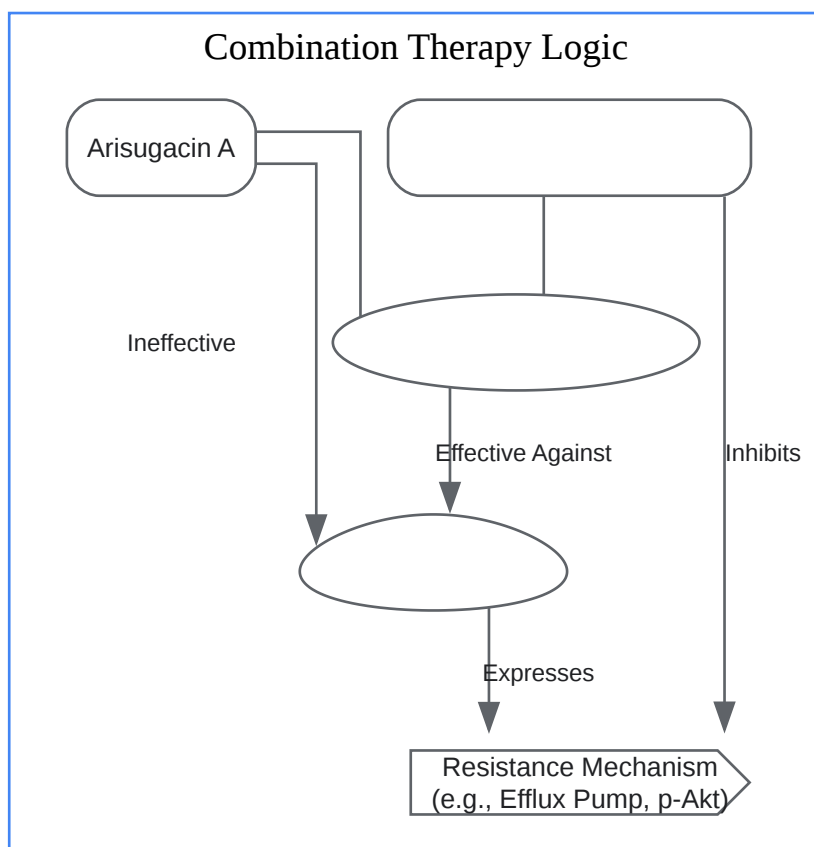 Combination Therapy Logic
Arisugacin A
Ineffective
Effective Against
Inhibits
Expresses
Resistance Mechanism
(e.g., Efflux Pump, p-Akt)